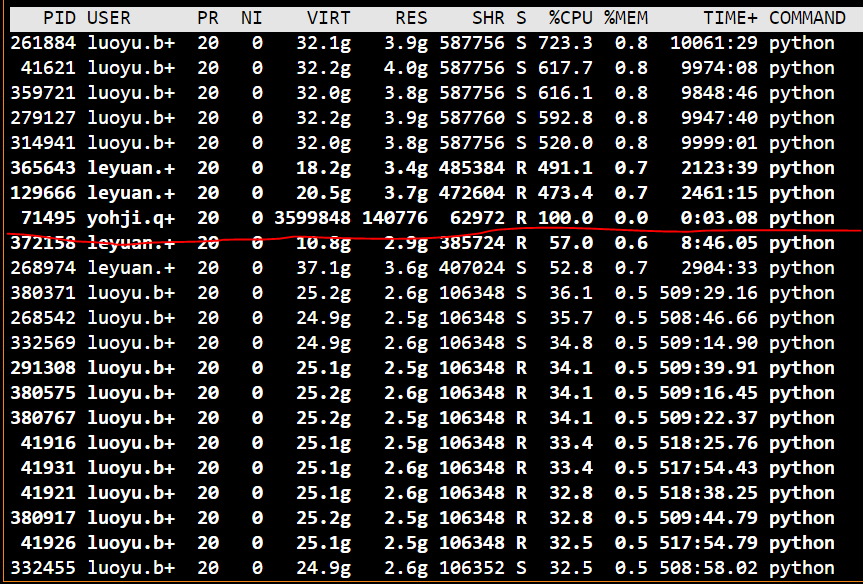 PID USER PR NI VIRT RES SHR S %CPU %MEM TIME+ COMMAND
261884 luoyu.b+ 20 0 32.1g 3.9g 587756 S 723.3 0.8 10061:29 python
41621 luoyu.b+ 20 0 32.2g 4.0g 587756 S 617.7 0.8 9974:08 python
359721 luoyu.b+ 20 0 32.0g 3.8g 587756 S 616.1 0.8 9848:46 python
279127 luoyu.b+ 20 0 32.2g 3.9g 587760 S 592.8 0.8 9947:40 python
314941 luoyu.b+ 20 0 32.0g 3.8g 587756 S 520.0 0.8 9999:01 python
365643 leyuan.+ 20 0 18.2g 3.4g 485384 R 491.1 0.7 2123:39 python
129666 leyuan.+ 20 0 20.5g 3.7g 472604 R 473.4 0.7 2461:15 python
71495 yohji.q+ 20 0 3599848 140776 62972 R 100.0 0.0 0:03.08 python
372158 leyuan.+ 20 0 10.8g 2.9g 385724 R 57.0 0.6 8:46.05 python
268974 leyuan.+ 20 0 37.1g 3.6g 407024 S 52.8 0.7 2904:33 python
380371 luoyu.b+ 20 0 25.2g 2.6g 106348 S 36.1 0.5 509:29.16 python
268542 luoyu.b+ 20 0 24.9g 2.5g 106348 S 35.7 0.5 508:46.66 python
332569 luoyu.b+ 20 0 24.9g 2.6g 106348 S 34.8 0.5 509:14.90 python
291308 luoyu.b+ 20 0 25.1g 2.5g 106348 R 34.1 0.5 509:39.91 python
380575 luoyu.b+ 20 0 25.2g 2.6g 106348 R 34.1 0.5 509:16.45 python
380767 luoyu.b+ 20 0 25.2g 2.5g 106348 R 34.1 0.5 509:22.37 python
41916 luoyu.b+ 20 0 25.1g 2.5g 106348 R 33.4 0.5 518:25.76 python
41931 luoyu.b+ 20 0 25.1g 2.6g 106348 R 33.4 0.5 517:54.43 python
41921 luoyu.b+ 20 0 25.1g 2.6g 106348 R 32.8 0.5 518:38.25 python
380917 luoyu.b+ 20 0 25.2g 2.5g 106348 R 32.8 0.5 509:44.79 python
41926 luoyu.b+ 20 0 25.1g 2.5g 106348 R 32.5 0.5 517:54.79 python
332455 luoyu.b+ 20 0 24.9g 2.6g 106352 S 32.5 0.5 508:58.02 python